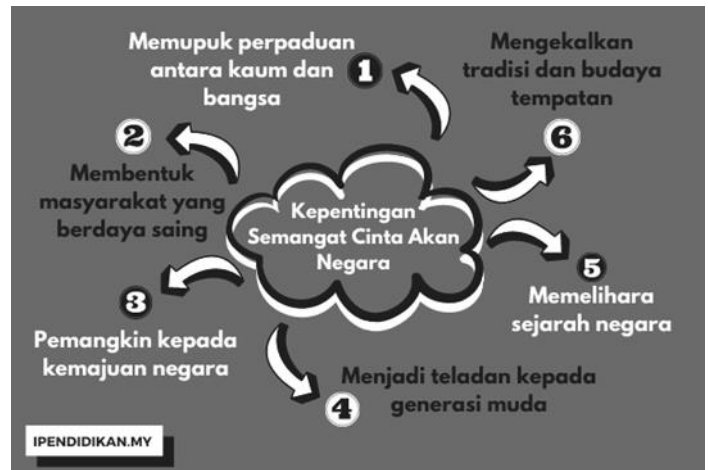 Kepentingan
Semangat Cinta Akan
Negara
1
Memupuk perpaduan
antara kaum dan
bangsa
2
Membentuk
masyarakat yang
berdaya saing
3
Pemangkin kepada
kemajuan negara
4
Menjadi teladan kepada
generasi muda
5
Memelihara
sejarah negara
6
Mengekalkan
tradisi dan budaya
tempatan
IPENDIDIKAN.MY